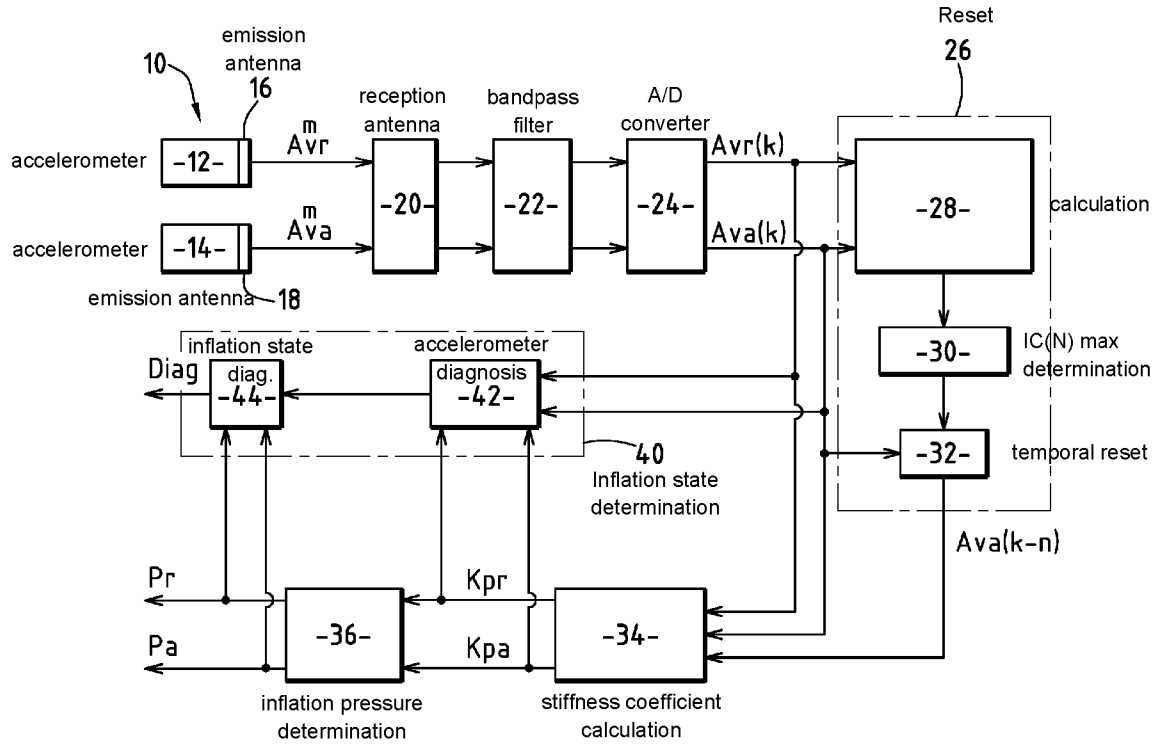 Reset
26
emission
antenna
16
10
reception
antenna
bandpass
filter
A/D
converter
accelerometer
-12-
m
Avr
-20-
-22-
-24-
Avr(k)
-28-
calculation
accelerometer
-14-
m
Ava
Ava(k)
emission antenna
18
-30-
IC(N) max
determination
inflation state
accelerometer
Diag
diag.
-44-
diagnosis
-42-
-32-
temporal reset
40
Inflation state
determination
Ava(k-n)
Pr
Kpr
-36-
-34-
Pa
Kpa
inflation pressure
determination
stiffness coefficient
calculation